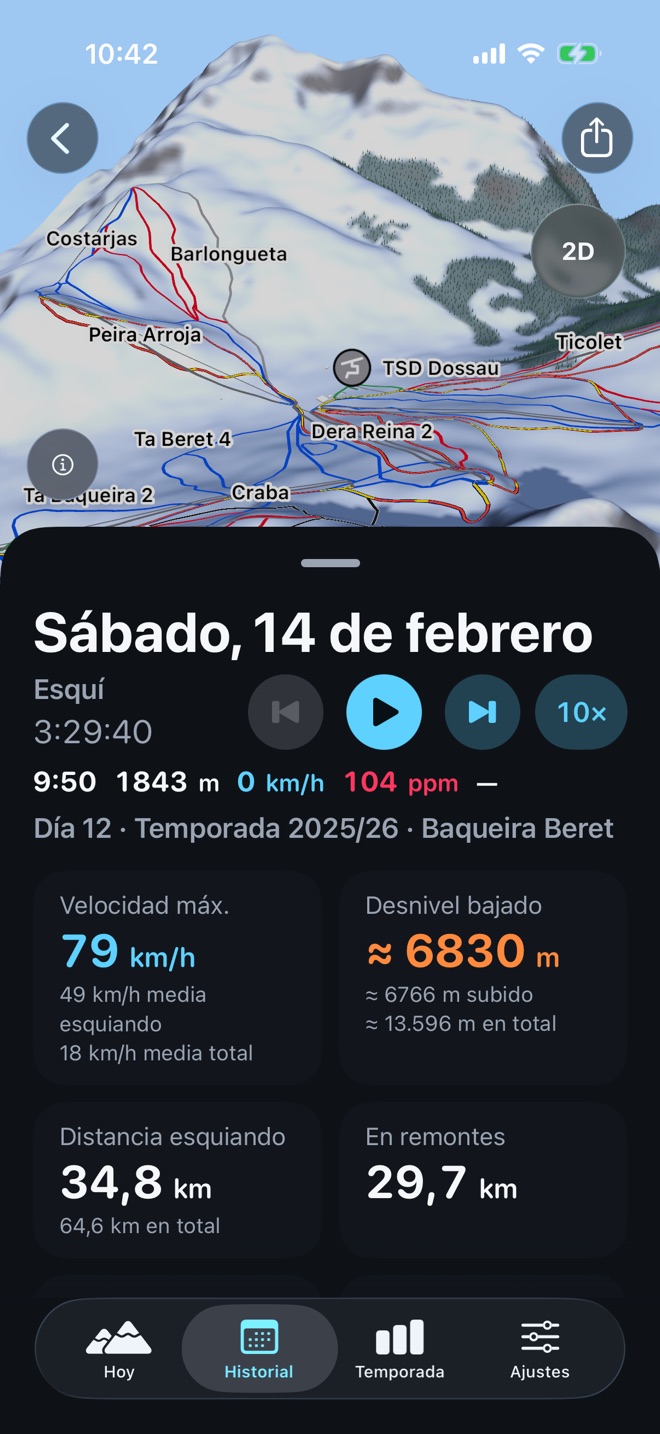 10:42
2D
Costarjas
Barlongueta
Peira Arroja
Ticolet
TSD Dossau
Ta Beret 4
Dera Reina 2
Ta Baqueira 2
Craba
Sábado, 14 de febrero
Esquí
3:29:40
10×
9:50 1843 m 0 km/h 104 ppm —
Día 12 · Temporada 2025/26 · Baqueira Beret
Velocidad máx.
79 km/h
49 km/h media
esquiando
18 km/h media total
Desnivel bajado
≈ 6830 m
≈ 6766 m subido
≈ 13.596 m en total
Distancia esquiando
34,8 km
64,6 km en total
En remontes
29,7 km
Hoy
Historial
Temporada
Ajustes